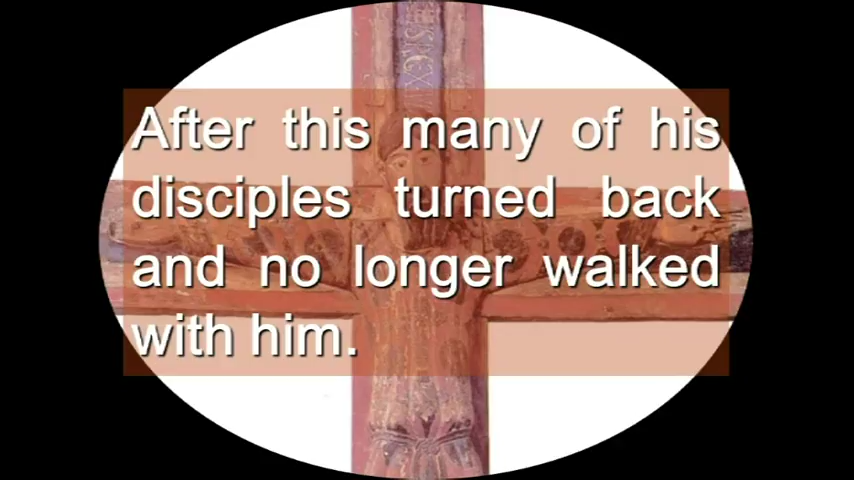 After this many of his
disciples turned back
and no longer walked
with him.